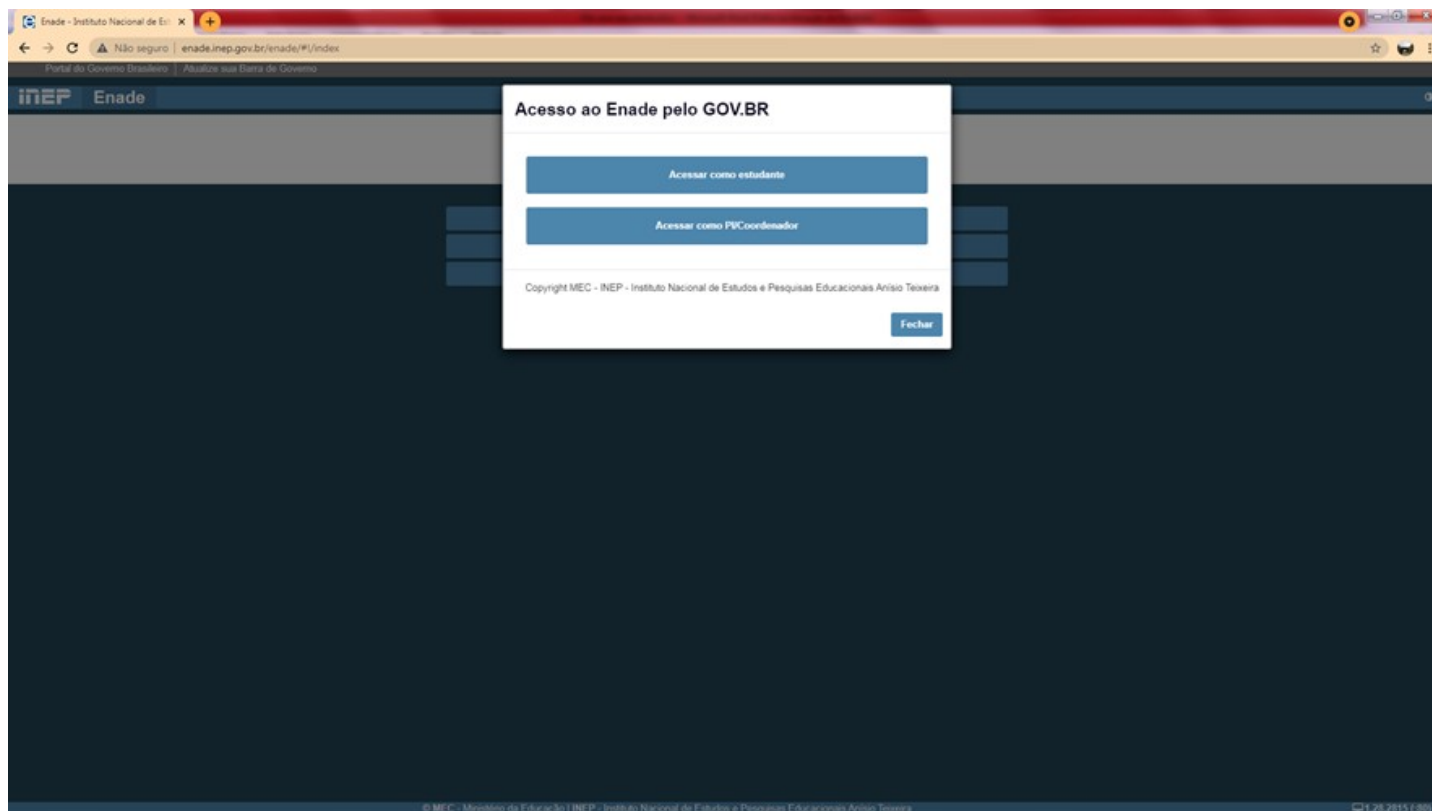 Enade - Instituto Nacional de Es
Não seguro | enade.inep.gov.br/enade/#!/index
Portal do Governo Brasileiro | Atualize sua Barra de Governo
inep Enade
Acesso ao Enade pelo GOV.BR
Acessar como estudante
Acessar como PI/Coordenador
Copyright MEC - INEP - Instituto Nacional de Estudos e Pesquisas Educacionais Anísio Teixeira
Fechar
© MEC - Ministério da Educação | INEP - Instituto Nacional de Estudos e Pesquisas Educacionais Anísio Teixeira